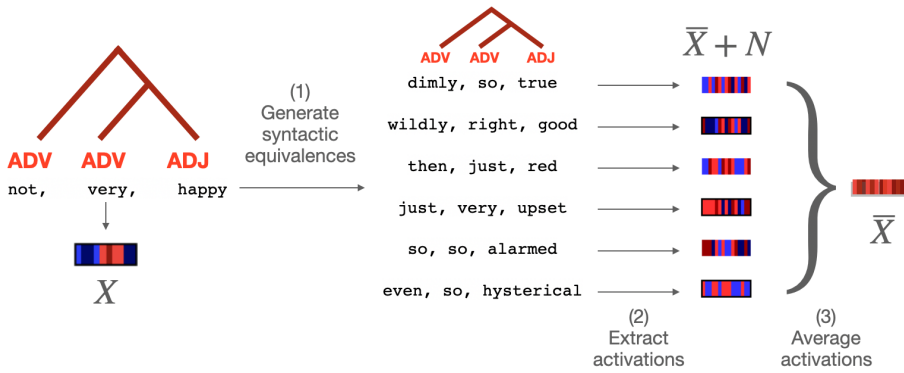 ADV ADV ADJ
not, very, happy
X
(1)
Generate
syntactic
equivalences
ADV ADV ADJ
dimly, so, true
wildly, right, good
then, just, red
just, very, upset
so, so, alarmed
even, so, hysterical
(2)
Extract
activations
X̅ + N
(3)
Average
activations
X̅